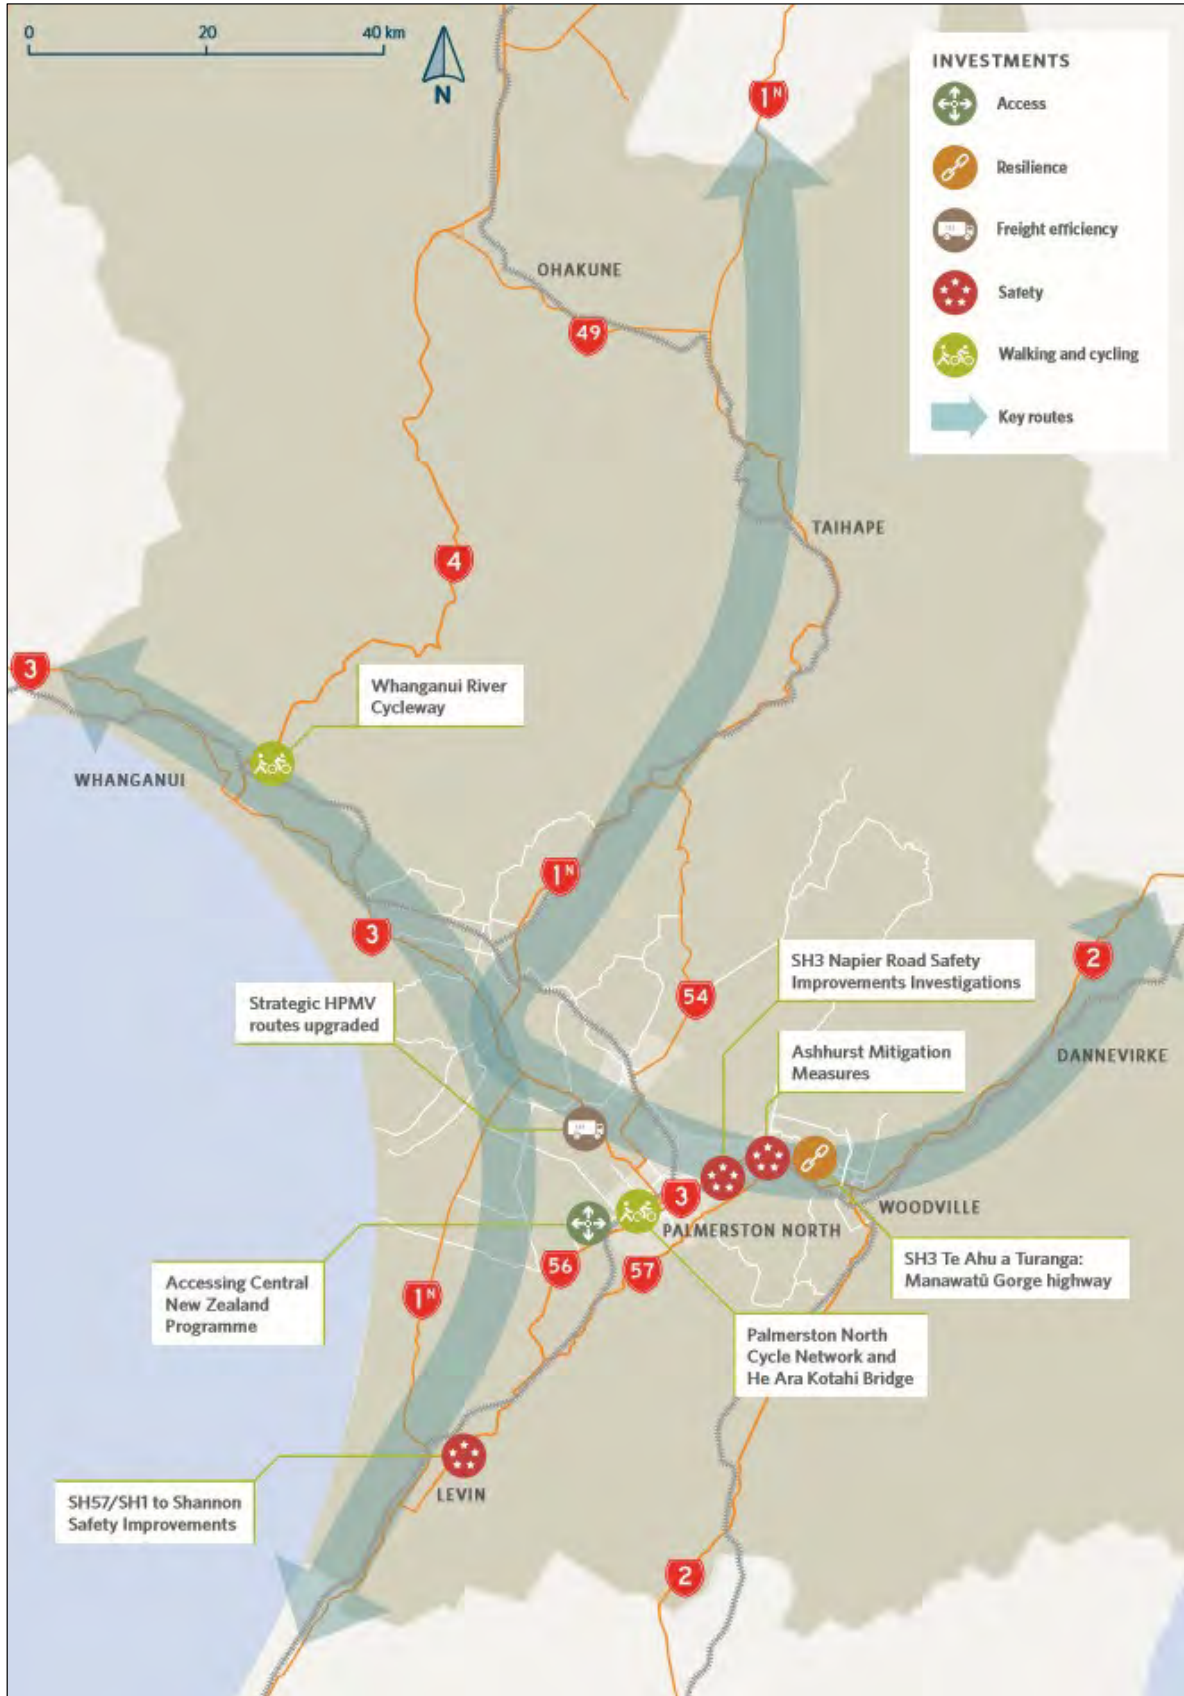 0
20
40 km
N
INVESTMENTS
Access
Resilience
Freight efficiency
Safety
Walking and cycling
Key routes
1N
OHAKUNE
49
TAIHAPE
4
3
Whanganui River
Cycleway
WHANGANUI
1N
3
2
SH3 Napier Road Safety
Improvements Investigations
54
Strategic HPMV
routes upgraded
Ashhurst Mitigation
Measures
DANNEVIRKE
3
WOODVILLE
PALMERSTON NORTH
SH3 Te Ahu a Turanga:
Manawatū Gorge highway
56
57
Accessing Central
New Zealand
Programme
1N
Palmerston North
Cycle Network and
He Ara Kotahi Bridge
LEVIN
SH57/SH1 to Shannon
Safety Improvements
2